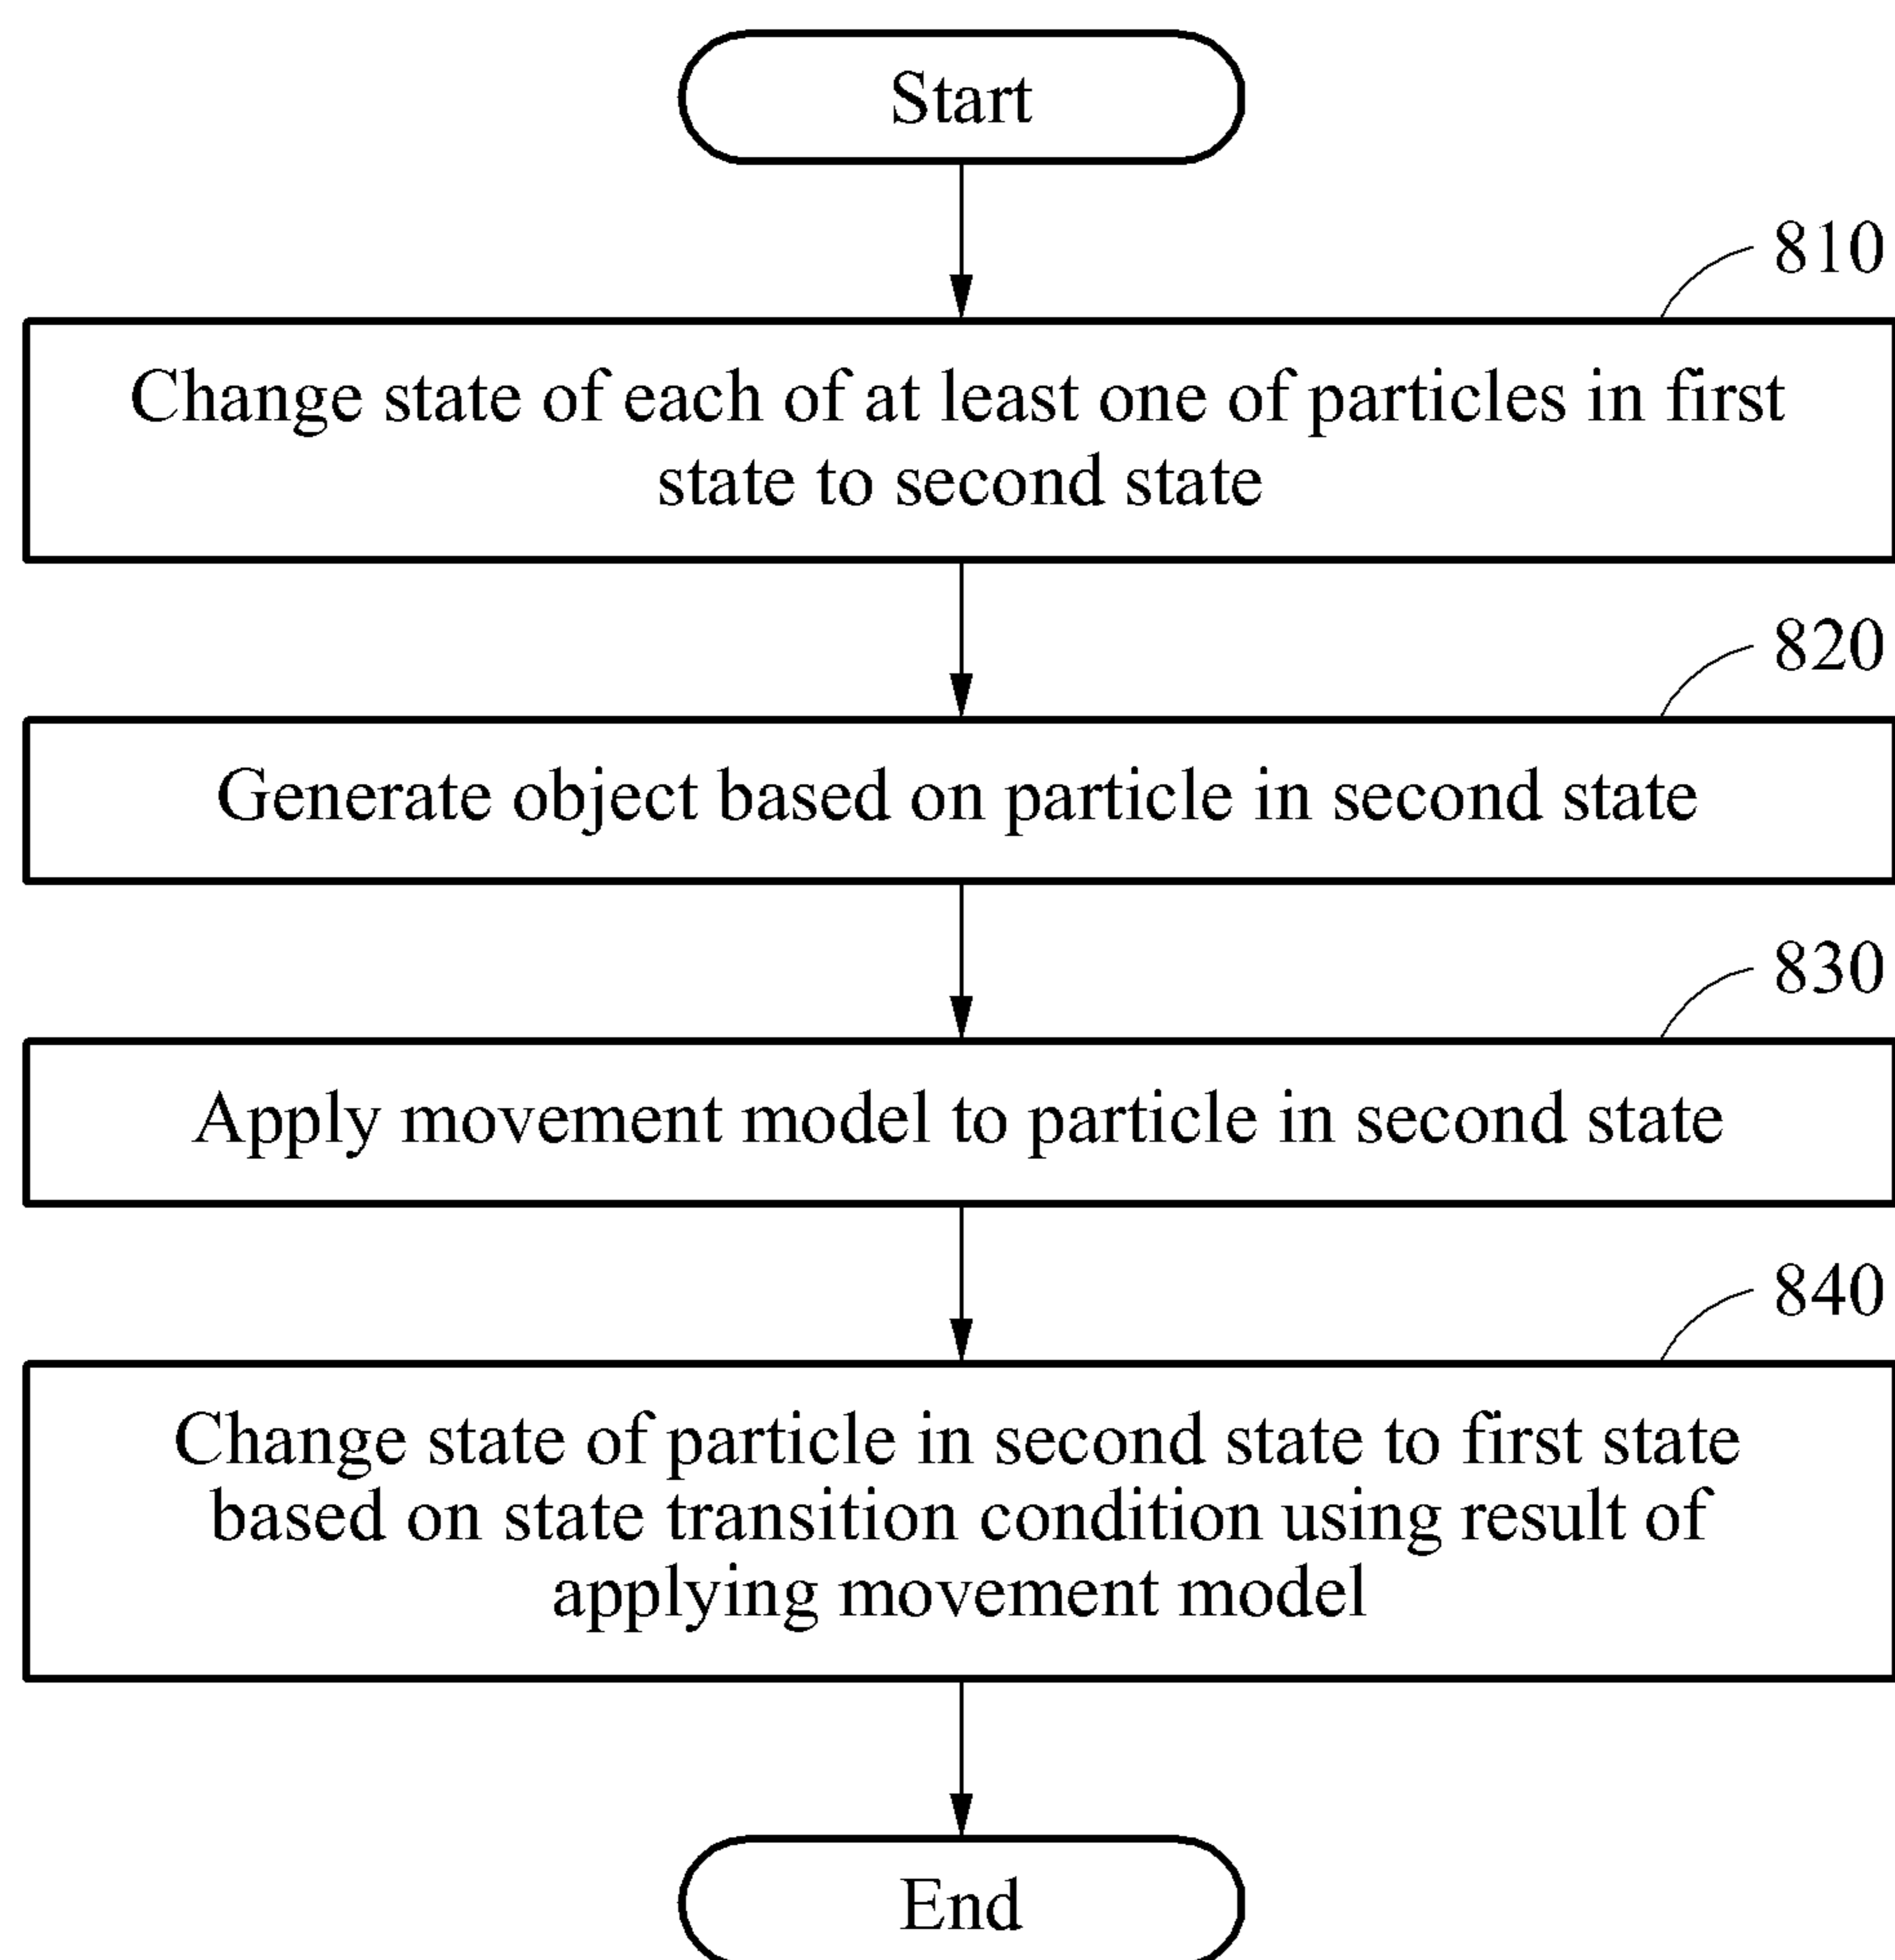 Start
810
Change state of each of at least one of particles in first
state to second state
820
Generate object based on particle in second state
830
Apply movement model to particle in second state
840
Change state of particle in second state to first state
based on state transition condition using result of
applying movement model
End